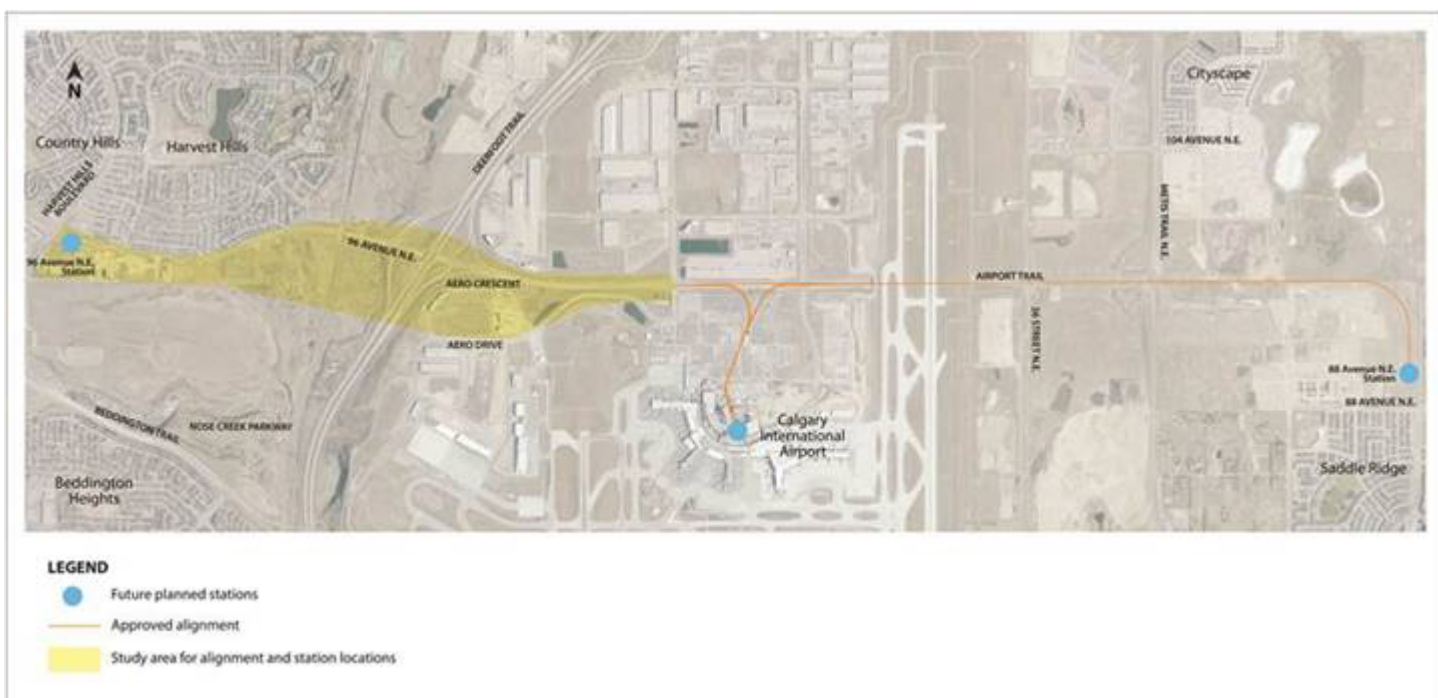 N
Cityscape
Country Hills
Harvest Hills
104 AVENUE N.E.
DEERFOOT TRAIL
HARVEST HILLS
BOULEVARD
METIS TRAIL N.E.
96 AVENUE N.E.
96 Avenue N.E.
Station
AERO CRESCENT
AIRPORT TRAIL
36 STREET N.E.
AERO DRIVE
88 Avenue N.E.
Station
88 AVENUE N.E.
BEDDINGTON TRAIL
NOSE CREEK PARKWAY
Calgary
International
Airport
Beddington
Heights
Saddle Ridge
LEGEND
Future planned stations
Approved alignment
Study area for alignment and station locations